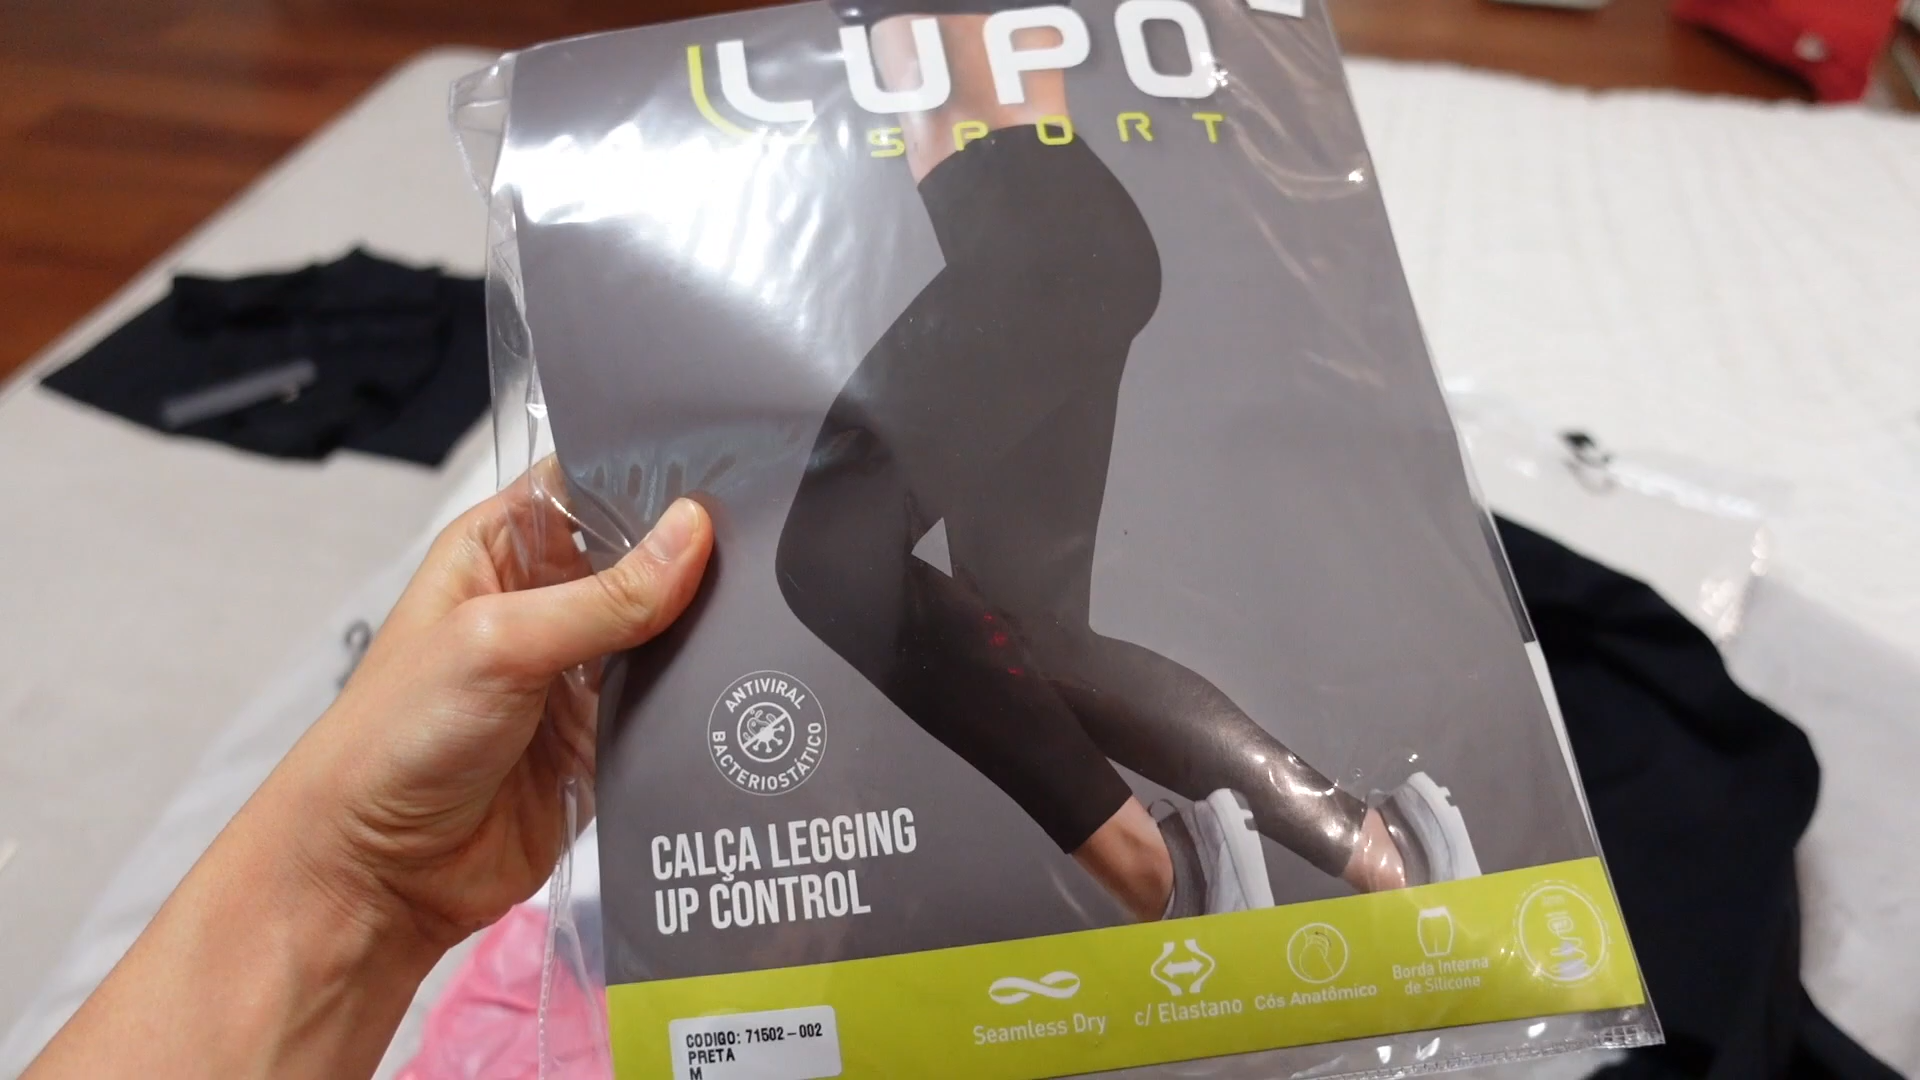 LUPO
SPORT
ANTIVIRAL
BACTERIOSTÁTICO
CALÇA LEGGING
UP CONTROL
Seamless Dry
c/ Elastano
Cós Anatômico
Borda Interna
de Silicone
CODIGO: 71502-002
PRETA
M